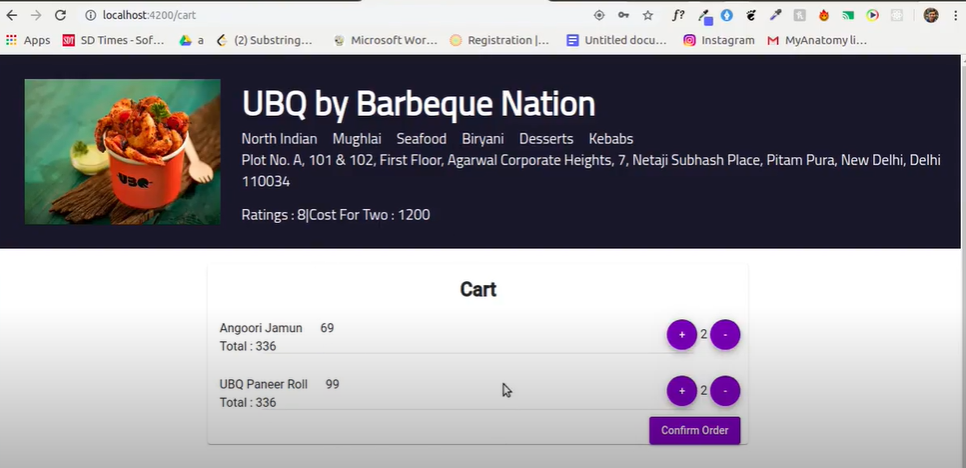 localhost:4200/cart
f?
Apps
SD Times - Sof...
a
(2) Substring...
Microsoft Wor...
Registration |...
Untitled docu...
Instagram
MyAnatomy li...
UBQ by Barbeque Nation
North Indian Mughlai Seafood Biryani Desserts Kebabs
Plot No. A, 101 & 102, First Floor, Agarwal Corporate Heights, 7, Netaji Subhash Place, Pitam Pura, New Delhi, Delhi
110034
UBQ
Ratings : 8|Cost For Two : 1200
Cart
Angoori Jamun 69
+ 2 -
Total : 336
UBQ Paneer Roll 99
+ 2 -
Total : 336
Confirm Order